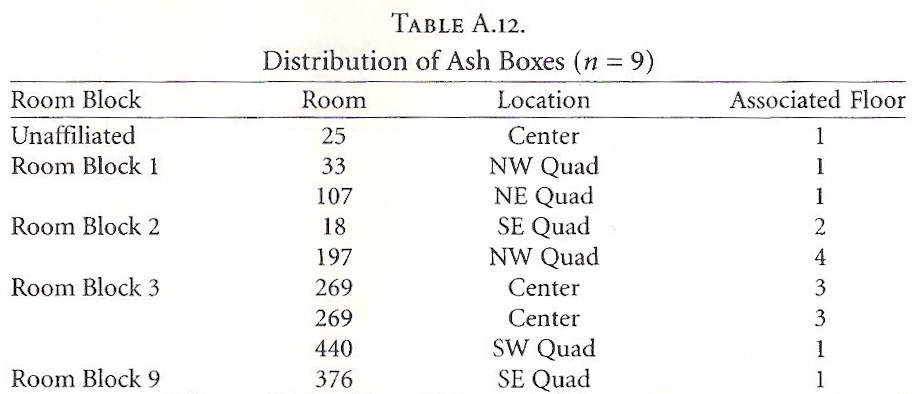 TABLE A.12.
Distribution of Ash Boxes (n = 9)
Room Block Room Location Associated Floor
Unaffiliated 25 Center 1
Room Block 1 33 NW Quad 1
107 NE Quad 1
Room Block 2 18 SE Quad 2
197 NW Quad 4
Room Block 3 269 Center 3
269 Center 3
440 SW Quad 1
Room Block 9 376 SE Quad 1